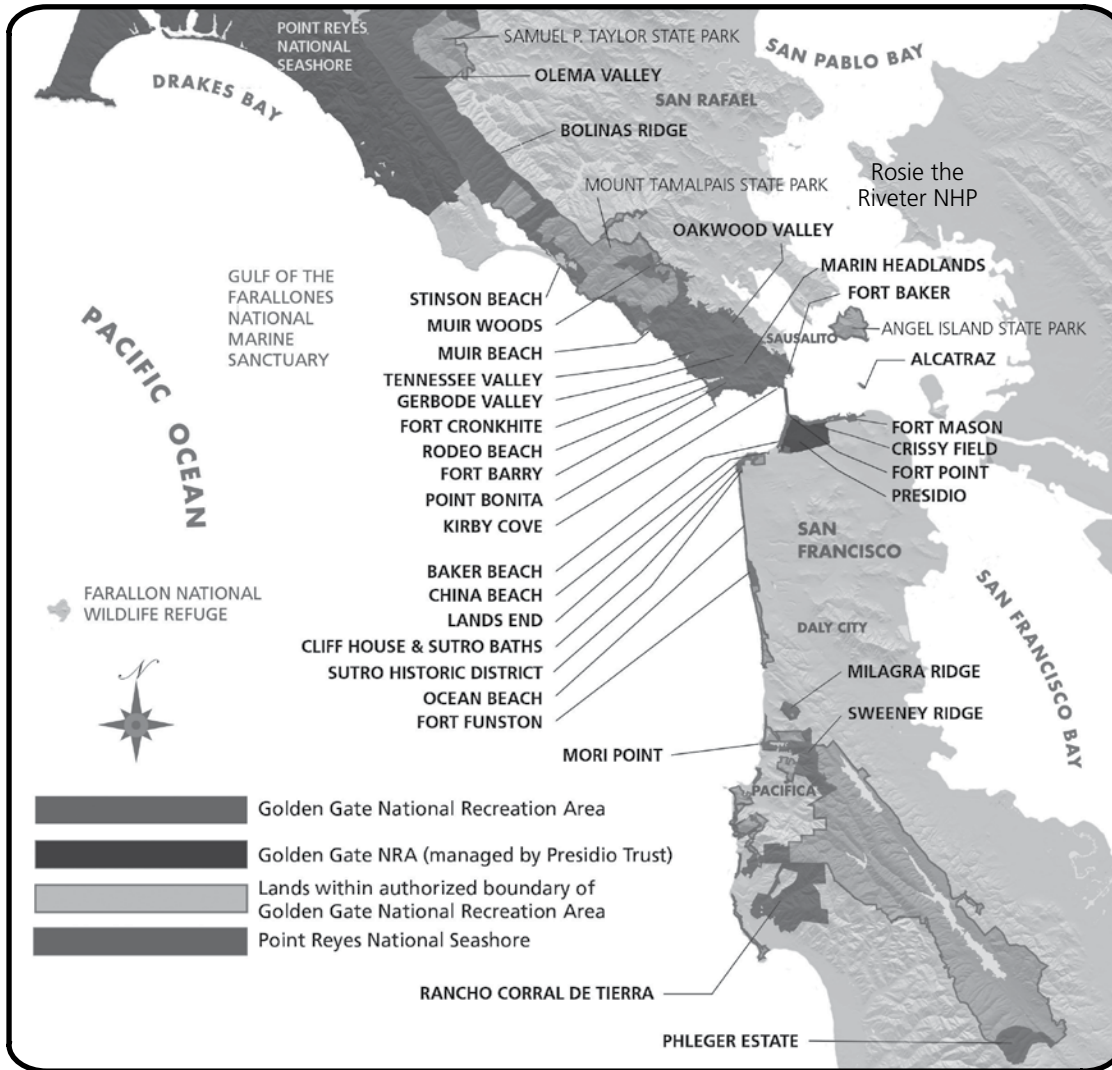 POINT REYES
NATIONAL
SEASHORE
SAMUEL P. TAYLOR STATE PARK
SAN PABLO BAY
DRAKES BAY
OLEMA VALLEY
SAN RAFAEL
BOLINAS RIDGE
Rosie the
Riveter NHP
MOUNT TAMALPAIS STATE PARK
OAKWOOD VALLEY
MARIN HEADLANDS
FORT BAKER
GULF OF THE
FARALLONES
NATIONAL
MARINE
SANCTUARY
PACIFIC OCEAN
STINSON BEACH
MUIR WOODS
MUIR BEACH
TENNESSEE VALLEY
GERBODE VALLEY
FORT CRONKHITE
RODEO BEACH
FORT BARRY
POINT BONITA
KIRBY COVE
SAUSALITO
ANGEL ISLAND STATE PARK
ALCATRAZ
FORT MASON
CRISSY FIELD
FORT POINT
PRESIDIO
SAN
FRANCISCO
BAKER BEACH
CHINA BEACH
LANDS END
CLIFF HOUSE & SUTRO BATHS
SUTRO HISTORIC DISTRICT
OCEAN BEACH
FORT FUNSTON
FARALLON NATIONAL
WILDLIFE REFUGE
DALY CITY
SAN FRANCISCO BAY
N
MILAGRA RIDGE
SWEENEY RIDGE
MORI POINT
PACIFICA
Golden Gate National Recreation Area
Golden Gate NRA (managed by Presidio Trust)
Lands within authorized boundary of
Golden Gate National Recreation Area
Point Reyes National Seashore
RANCHO CORRAL DE TIERRA
PHLEGER ESTATE